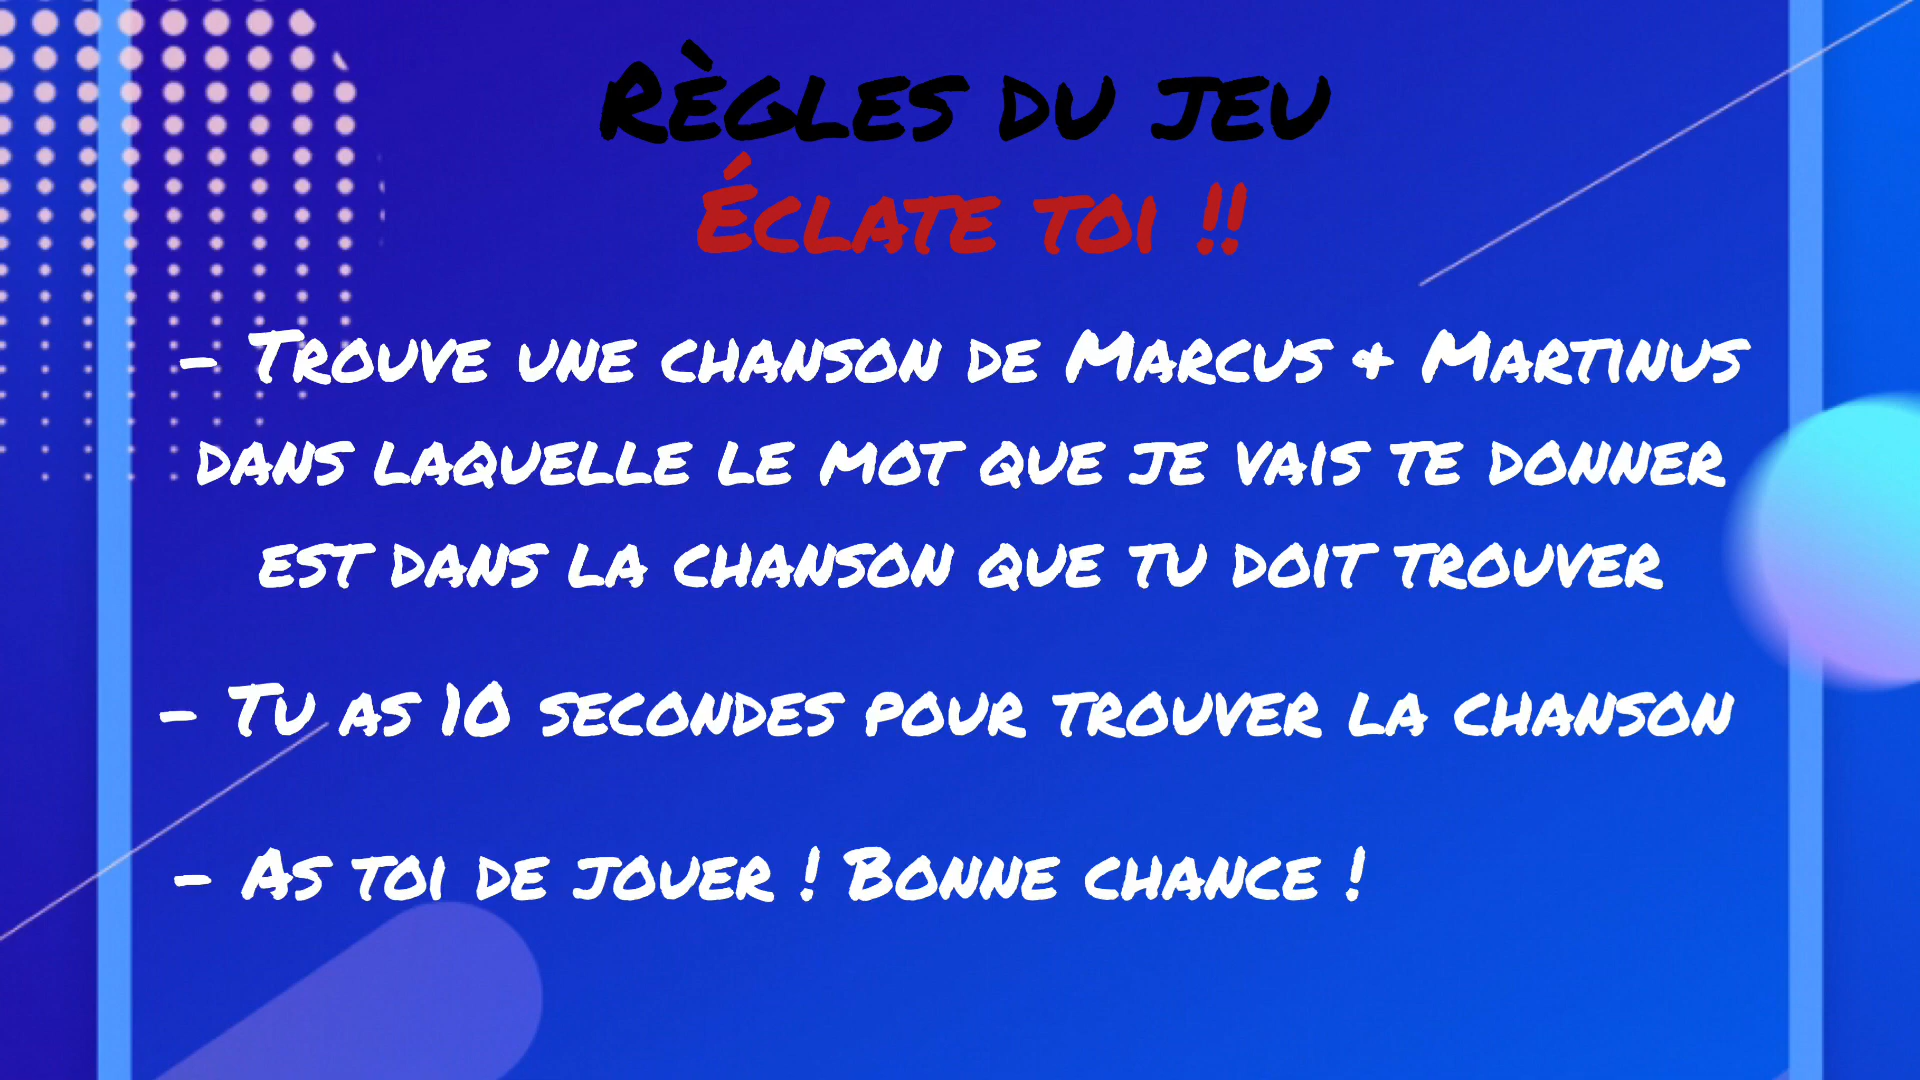 Règles du jeu
Éclate toi !!
- Trouve une chanson de Marcus & Martinus
dans laquelle le mot que je vais te donner
est dans la chanson que tu doit trouver
- Tu as 10 secondes pour trouver la chanson
- As toi de jouer ! Bonne chance !